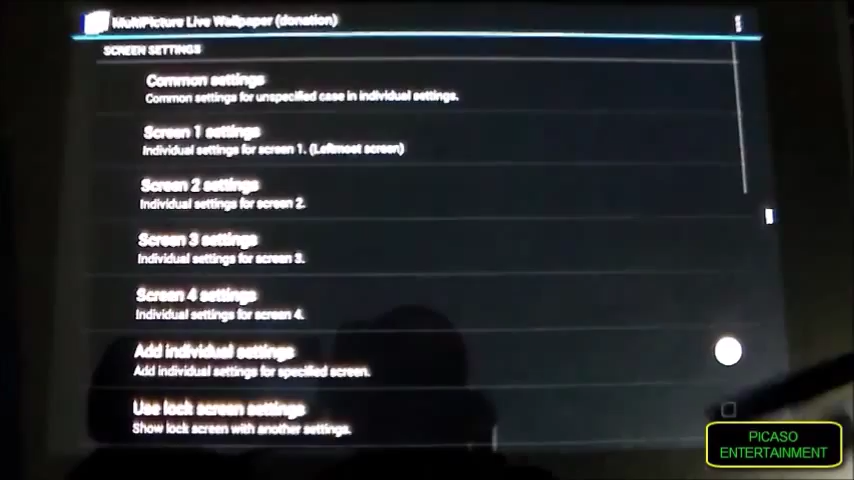 MultiPicture Live Wallpaper (donation)
SCREEN SETTINGS
Common settings
Common settings for unspecified case in individual settings.
Screen 1 settings
Individual settings for screen 1. (Leftmost screen)
Screen 2 settings
Individual settings for screen 2.
Screen 3 settings
Individual settings for screen 3.
Screen 4 settings
Individual settings for screen 4.
Add individual settings
Add individual settings for specified screen.
Use lock screen settings
Show lock screen with another settings.
PICASO
ENTERTAINMENT